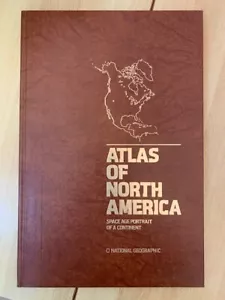 ATLAS
OF
NORTH
AMERICA
SPACE AGE PORTRAIT
OF A CONTINENT
NATIONAL GEOGRAPHIC